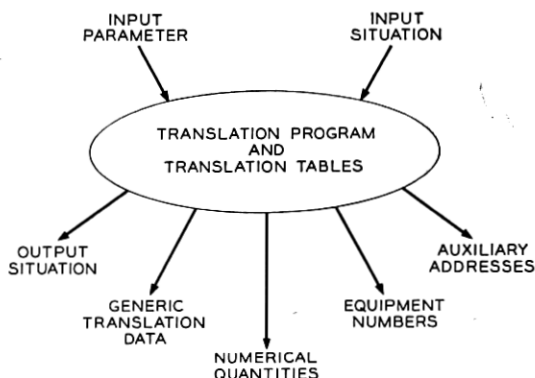 INPUT
PARAMETER
INPUT
SITUATION
TRANSLATION PROGRAM
AND
TRANSLATION TABLES
OUTPUT
SITUATION
GENERIC
TRANSLATION
DATA
NUMERICAL
QUANTITIES
EQUIPMENT
NUMBERS
AUXILIARY
ADDRESSES